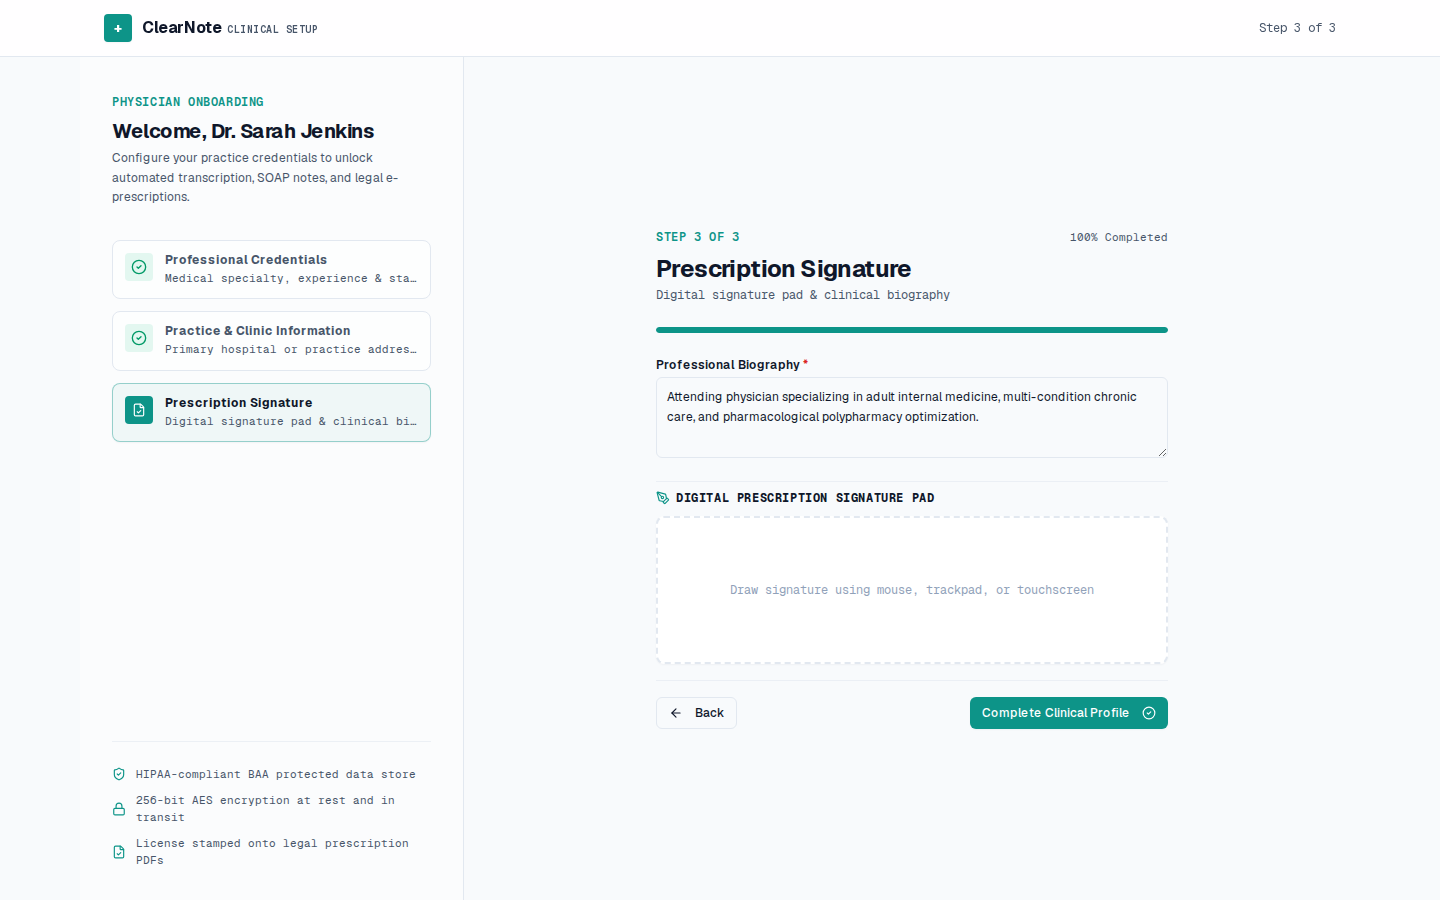 + ClearNote CLINICAL SETUP
Step 3 of 3
PHYSICIAN ONBOARDING
Welcome, Dr. Sarah Jenkins
Configure your practice credentials to unlock
automated transcription, SOAP notes, and legal e-
prescriptions.
Professional Credentials
Medical specialty, experience & sta…
Practice & Clinic Information
Primary hospital or practice addres…
Prescription Signature
Digital signature pad & clinical bi…
HIPAA-compliant BAA protected data store
256-bit AES encryption at rest and in
transit
License stamped onto legal prescription
PDFs
STEP 3 OF 3
100% Completed
Prescription Signature
Digital signature pad & clinical biography
Professional Biography *
Attending physician specializing in adult internal medicine, multi-condition chronic
care, and pharmacological polypharmacy optimization.
DIGITAL PRESCRIPTION SIGNATURE PAD
Draw signature using mouse, trackpad, or touchscreen
Back
Complete Clinical Profile